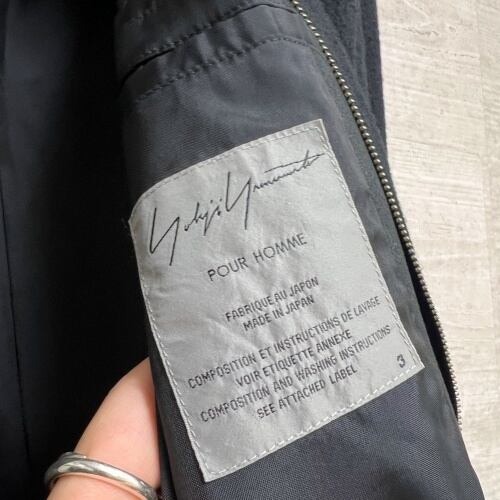 Yohji Yamamoto
POUR HOMME
FABRIQUE AU JAPON
MADE IN JAPAN
COMPOSITION ET INSTRUCTIONS DE LAVAGE
VOIR ETIQUETTE ANNEXE
COMPOSITION AND WASHING INSTRUCTIONS
SEE ATTACHED LABEL
3